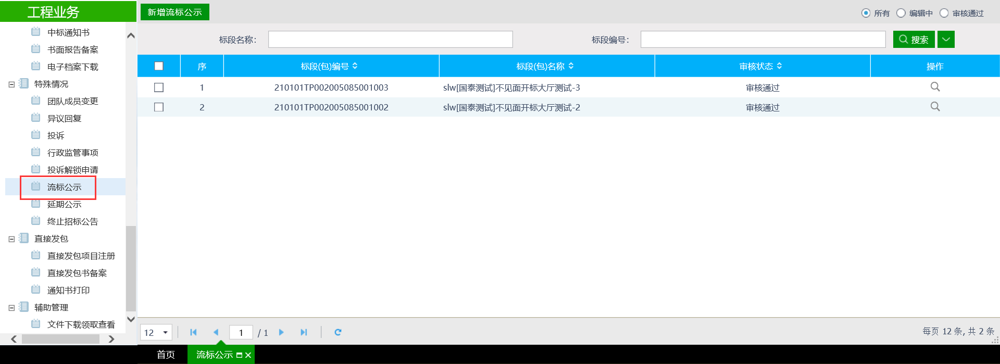 工程业务
中标通知书
书面报告备案
电子档案下载
特殊情况
团队成员变更
异议回复
投诉
行政监管事项
投诉解锁申请
流标公示
延期公示
终止招标公告
直接发包
直接发包项目注册
直接发包书备案
通知书打印
辅助管理
文件下载领取查看
新增流标公示
所有 编辑中 审核通过
标段名称： 标段编号： 搜索
序 标段(包)编号 标段(包)名称 审核状态 操作
1 210101TP002005085001003 slw[国泰测试]不见面开标大厅测试-3 审核通过
2 210101TP002005085001002 slw[国泰测试]不见面开标大厅测试-2 审核通过
12 1 / 1 每页 12 条, 共 2 条
首页 流标公示